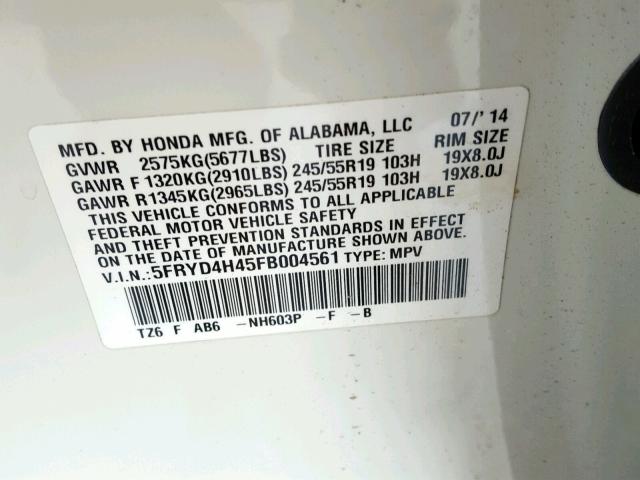 MFD. BY HONDA MFG. OF ALABAMA, LLC 07/'14
GVWR 2575KG(5677LBS) TIRE SIZE RIM SIZE
GAWR F 1320KG(2910LBS) 245/55R19 103H 19X8.0J
GAWR R1345KG(2965LBS) 245/55R19 103H 19X8.0J
THIS VEHICLE CONFORMS TO ALL APPLICABLE
FEDERAL MOTOR VEHICLE SAFETY
AND THEFT PREVENTION STANDARDS IN EFFECT
ON THE DATE OF MANUFACTURE SHOWN ABOVE.
V.I.N.:5FRYD4H45FB004561 TYPE: MPV
TZ6 F AB6 -NH603P -F -B